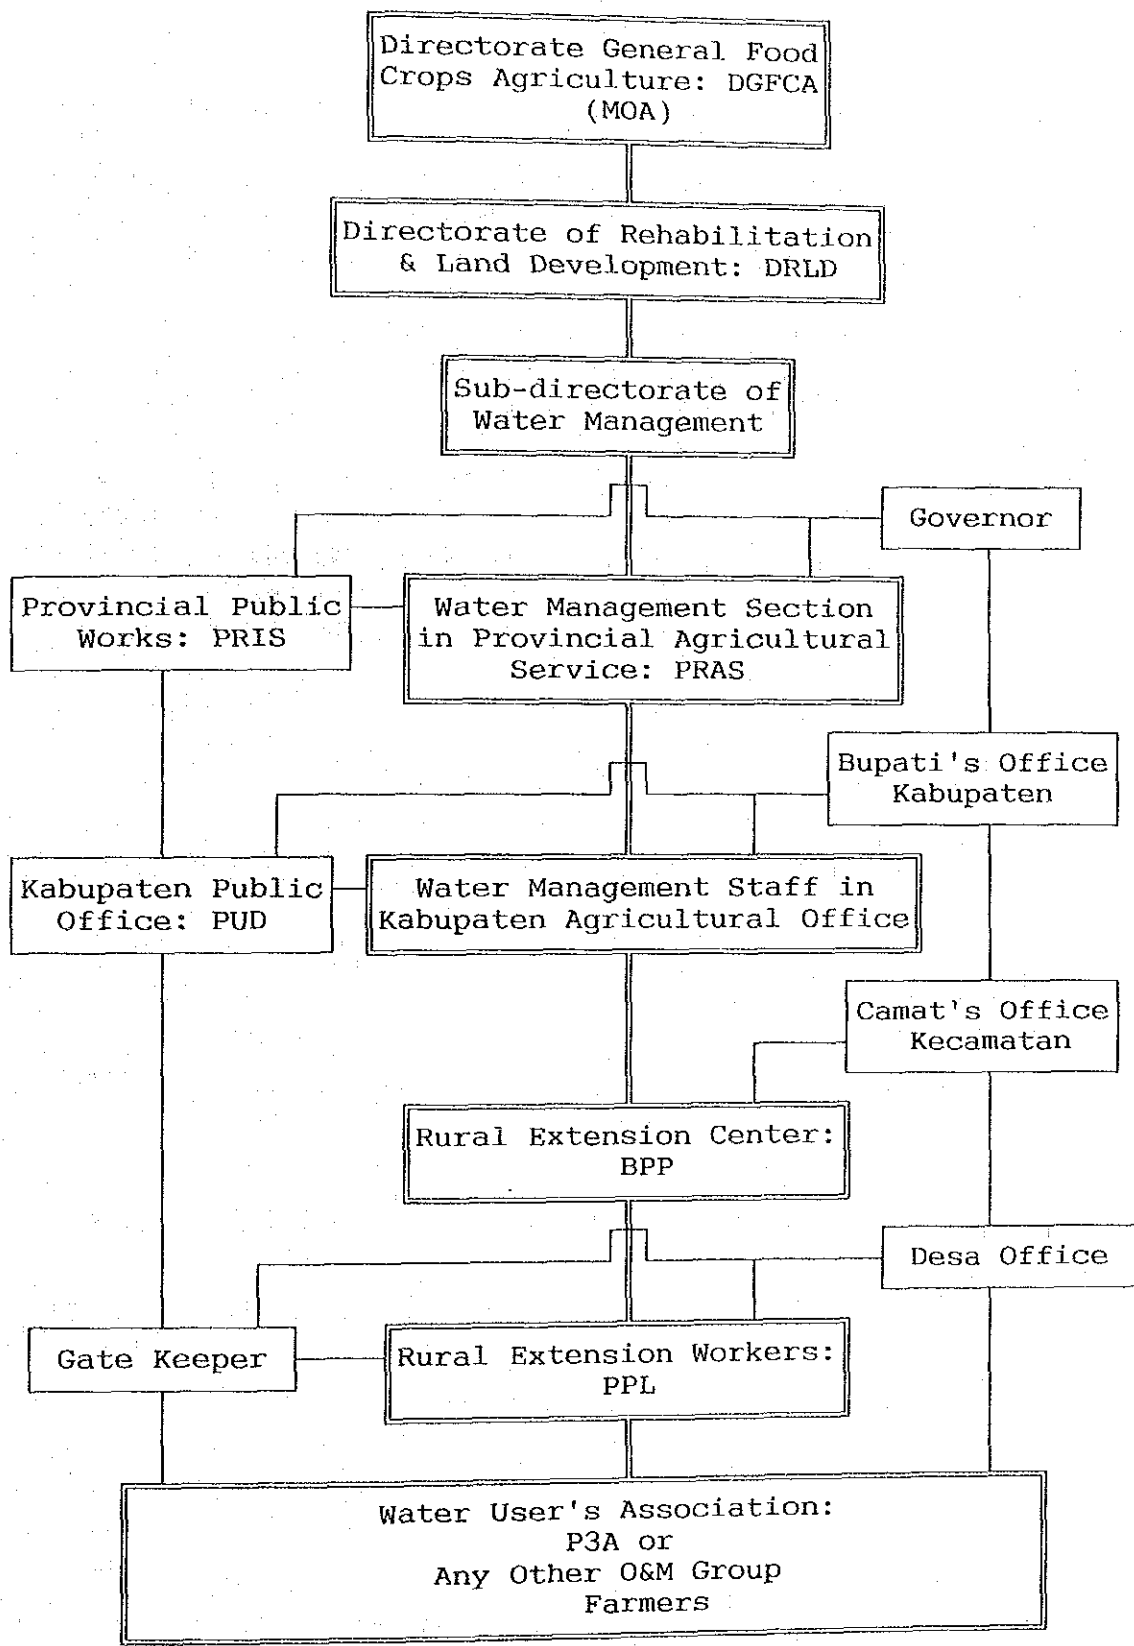 Directorate General Food
Crops Agriculture: DGFCA
(MOA)
Directorate of Rehabilitation
& Land Development: DRLD
Sub-directorate of
Water Management
Governor
Provincial Public
Works: PRIS
Water Management Section
in Provincial Agricultural
Service: PRAS
Bupati's Office
Kabupaten
Kabupaten Public
Office: PUD
Water Management Staff in
Kabupaten Agricultural Office
Camat's Office
Kecamatan
Rural Extension Center:
BPP
Desa Office
Gate Keeper
Rural Extension Workers:
PPL
Water User's Association:
P3A or
Any Other O&M Group
Farmers